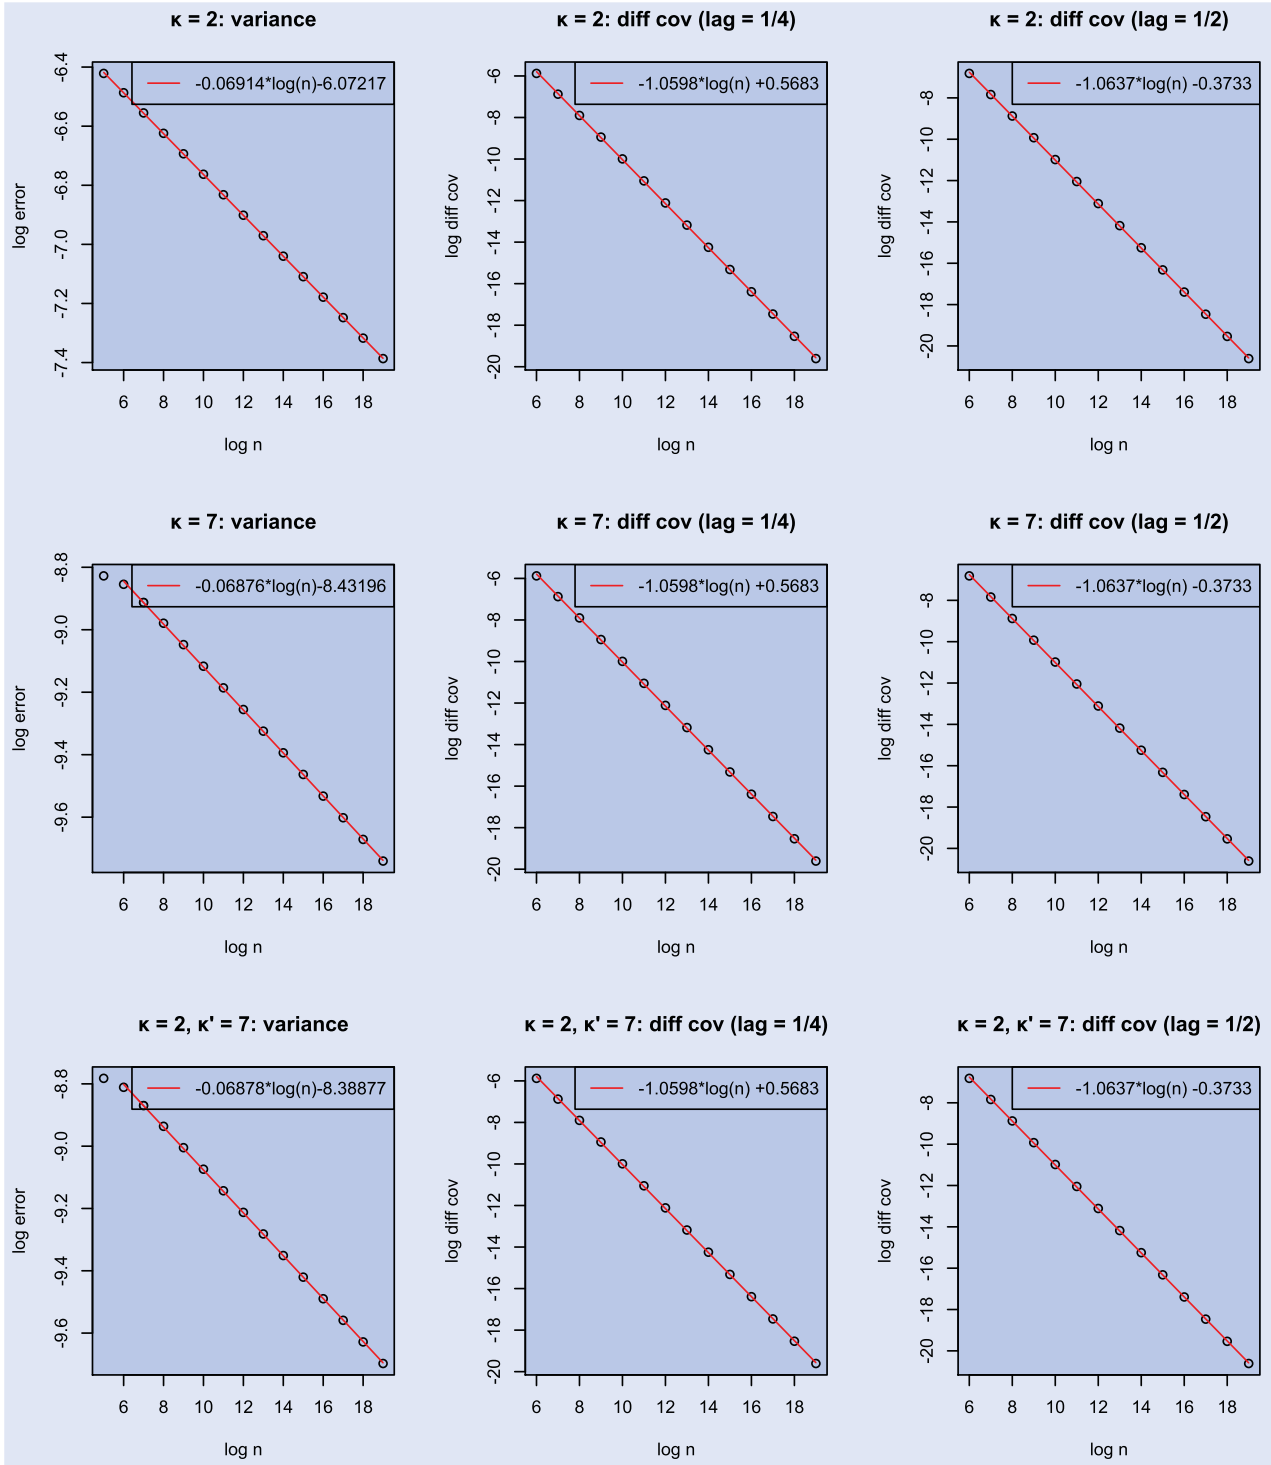 κ = 2: variance
-0.06914*log(n)-6.07217
-6.4
-6.6
-6.8
-7.0
-7.2
-7.4
log error
6 8 10 12 14 16 18
log n
κ = 2: diff cov (lag = 1/4)
-1.0598*log(n) +0.5683
-6
-8
-10
-12
-14
-16
-18
-20
log diff cov
6 8 10 12 14 16 18
log n
κ = 2: diff cov (lag = 1/2)
-1.0637*log(n) -0.3733
-8
-10
-12
-14
-16
-18
-20
log diff cov
6 8 10 12 14 16 18
log n
κ = 7: variance
-0.06876*log(n)-8.43196
-8.8
-9.0
-9.2
-9.4
-9.6
log error
6 8 10 12 14 16 18
log n
κ = 7: diff cov (lag = 1/4)
-1.0598*log(n) +0.5683
-6
-8
-10
-12
-14
-16
-18
-20
log diff cov
6 8 10 12 14 16 18
log n
κ = 7: diff cov (lag = 1/2)
-1.0637*log(n) -0.3733
-8
-10
-12
-14
-16
-18
-20
log diff cov
6 8 10 12 14 16 18
log n
κ = 2, κ' = 7: variance
-0.06878*log(n)-8.38877
-8.8
-9.0
-9.2
-9.4
-9.6
log error
6 8 10 12 14 16 18
log n
κ = 2, κ' = 7: diff cov (lag = 1/4)
-1.0598*log(n) +0.5683
-6
-8
-10
-12
-14
-16
-18
-20
log diff cov
6 8 10 12 14 16 18
log n
κ = 2, κ' = 7: diff cov (lag = 1/2)
-1.0637*log(n) -0.3733
-8
-10
-12
-14
-16
-18
-20
log diff cov
6 8 10 12 14 16 18
log n